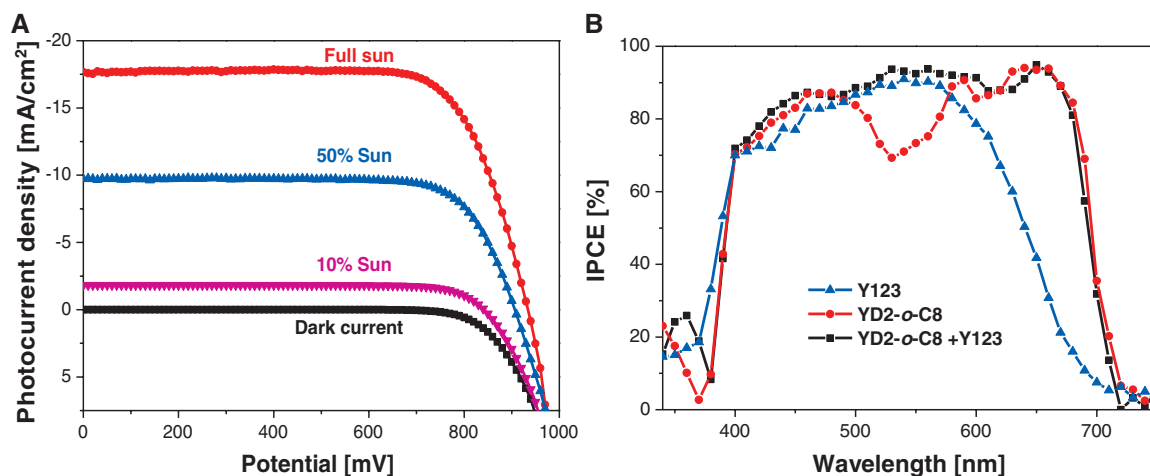 A
Photocurrent density [mA/cm²]
-20
-15
-10
-5
0
5
Full sun
50% Sun
10% Sun
Dark current
0 200 400 600 800 1000
Potential [mV]
B
IPCE [%]
100
80
60
40
20
0
Y123
YD2-o-C8
YD2-o-C8 +Y123
400 500 600 700
Wavelength [nm]